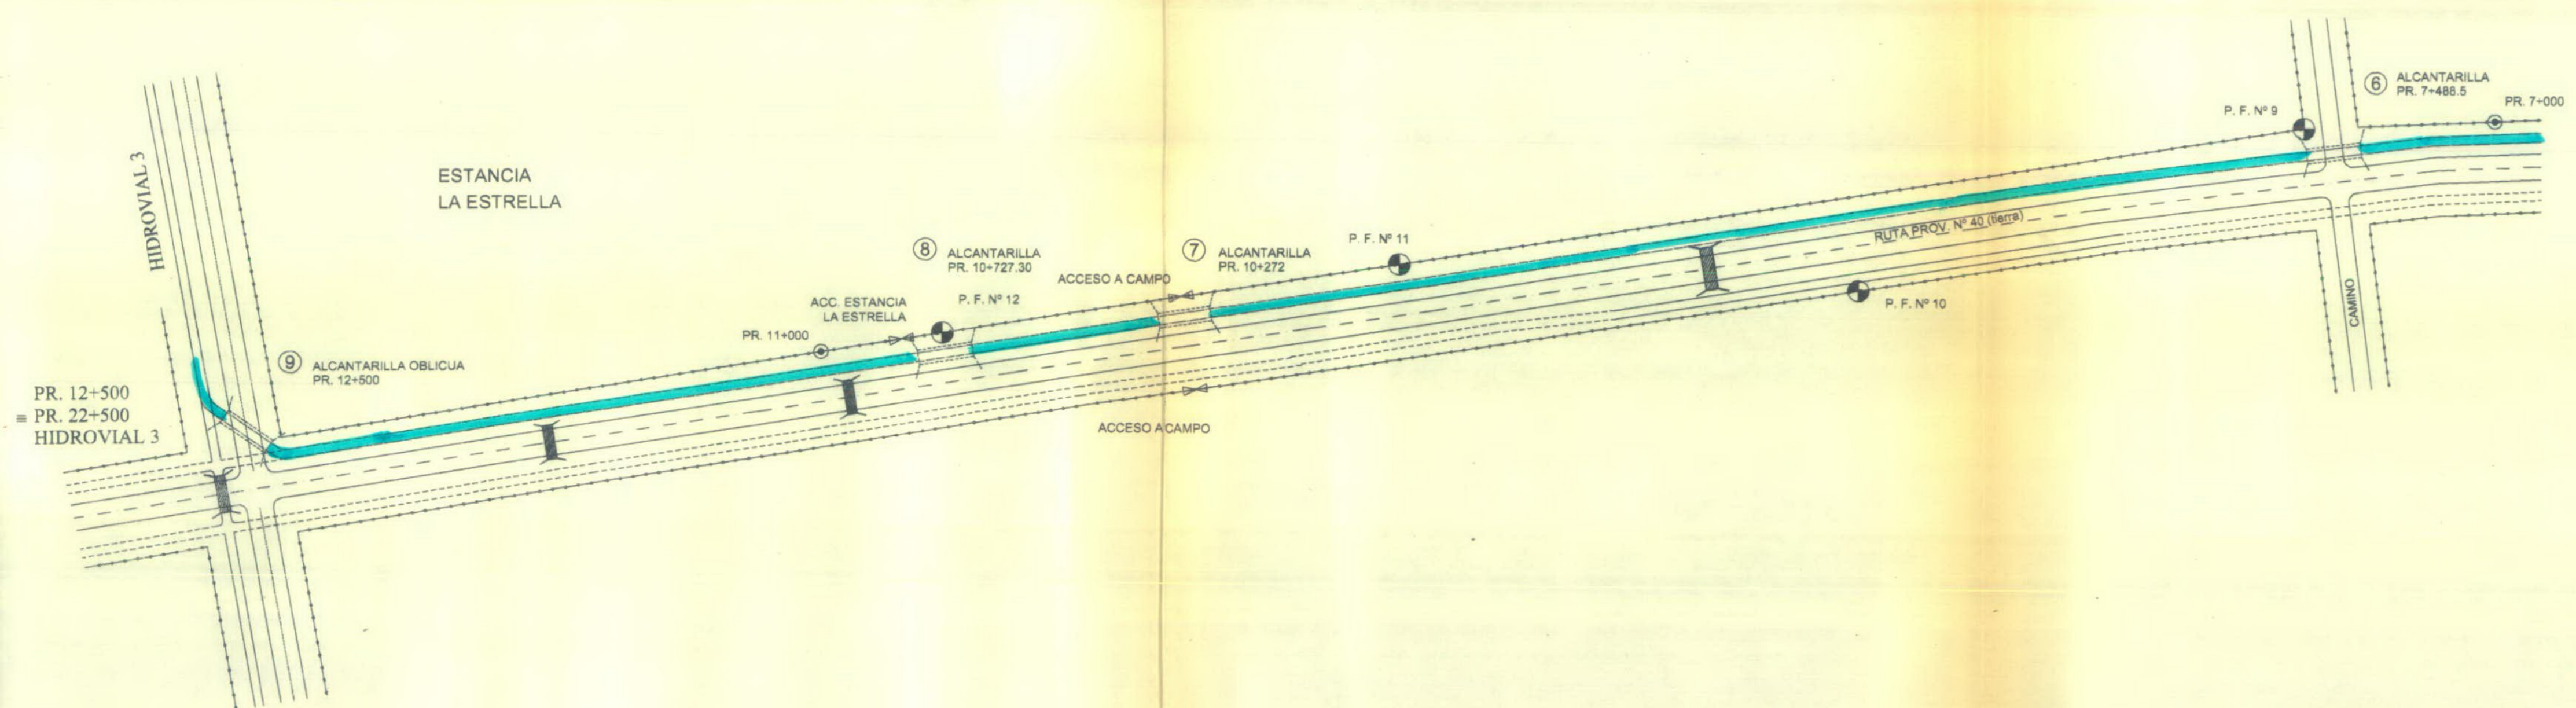 HIDROVIAL 3
ESTANCIA
LA ESTRELLA
PR. 12+500
≡ PR. 22+500
HIDROVIAL 3
9 ALCANTARILLA OBLICUA
PR. 12+500
PR. 11+000
ACC. ESTANCIA
LA ESTRELLA
8 ALCANTARILLA
PR. 10+727.30
P. F. Nº 12
ACCESO A CAMPO
7 ALCANTARILLA
PR. 10+272
ACCESO A CAMPO
P. F. Nº 11
RUTA PROV. Nº 40 (tierra)
P. F. Nº 10
P. F. Nº 9
6 ALCANTARILLA
PR. 7+488.5
PR. 7+000
CAMINO